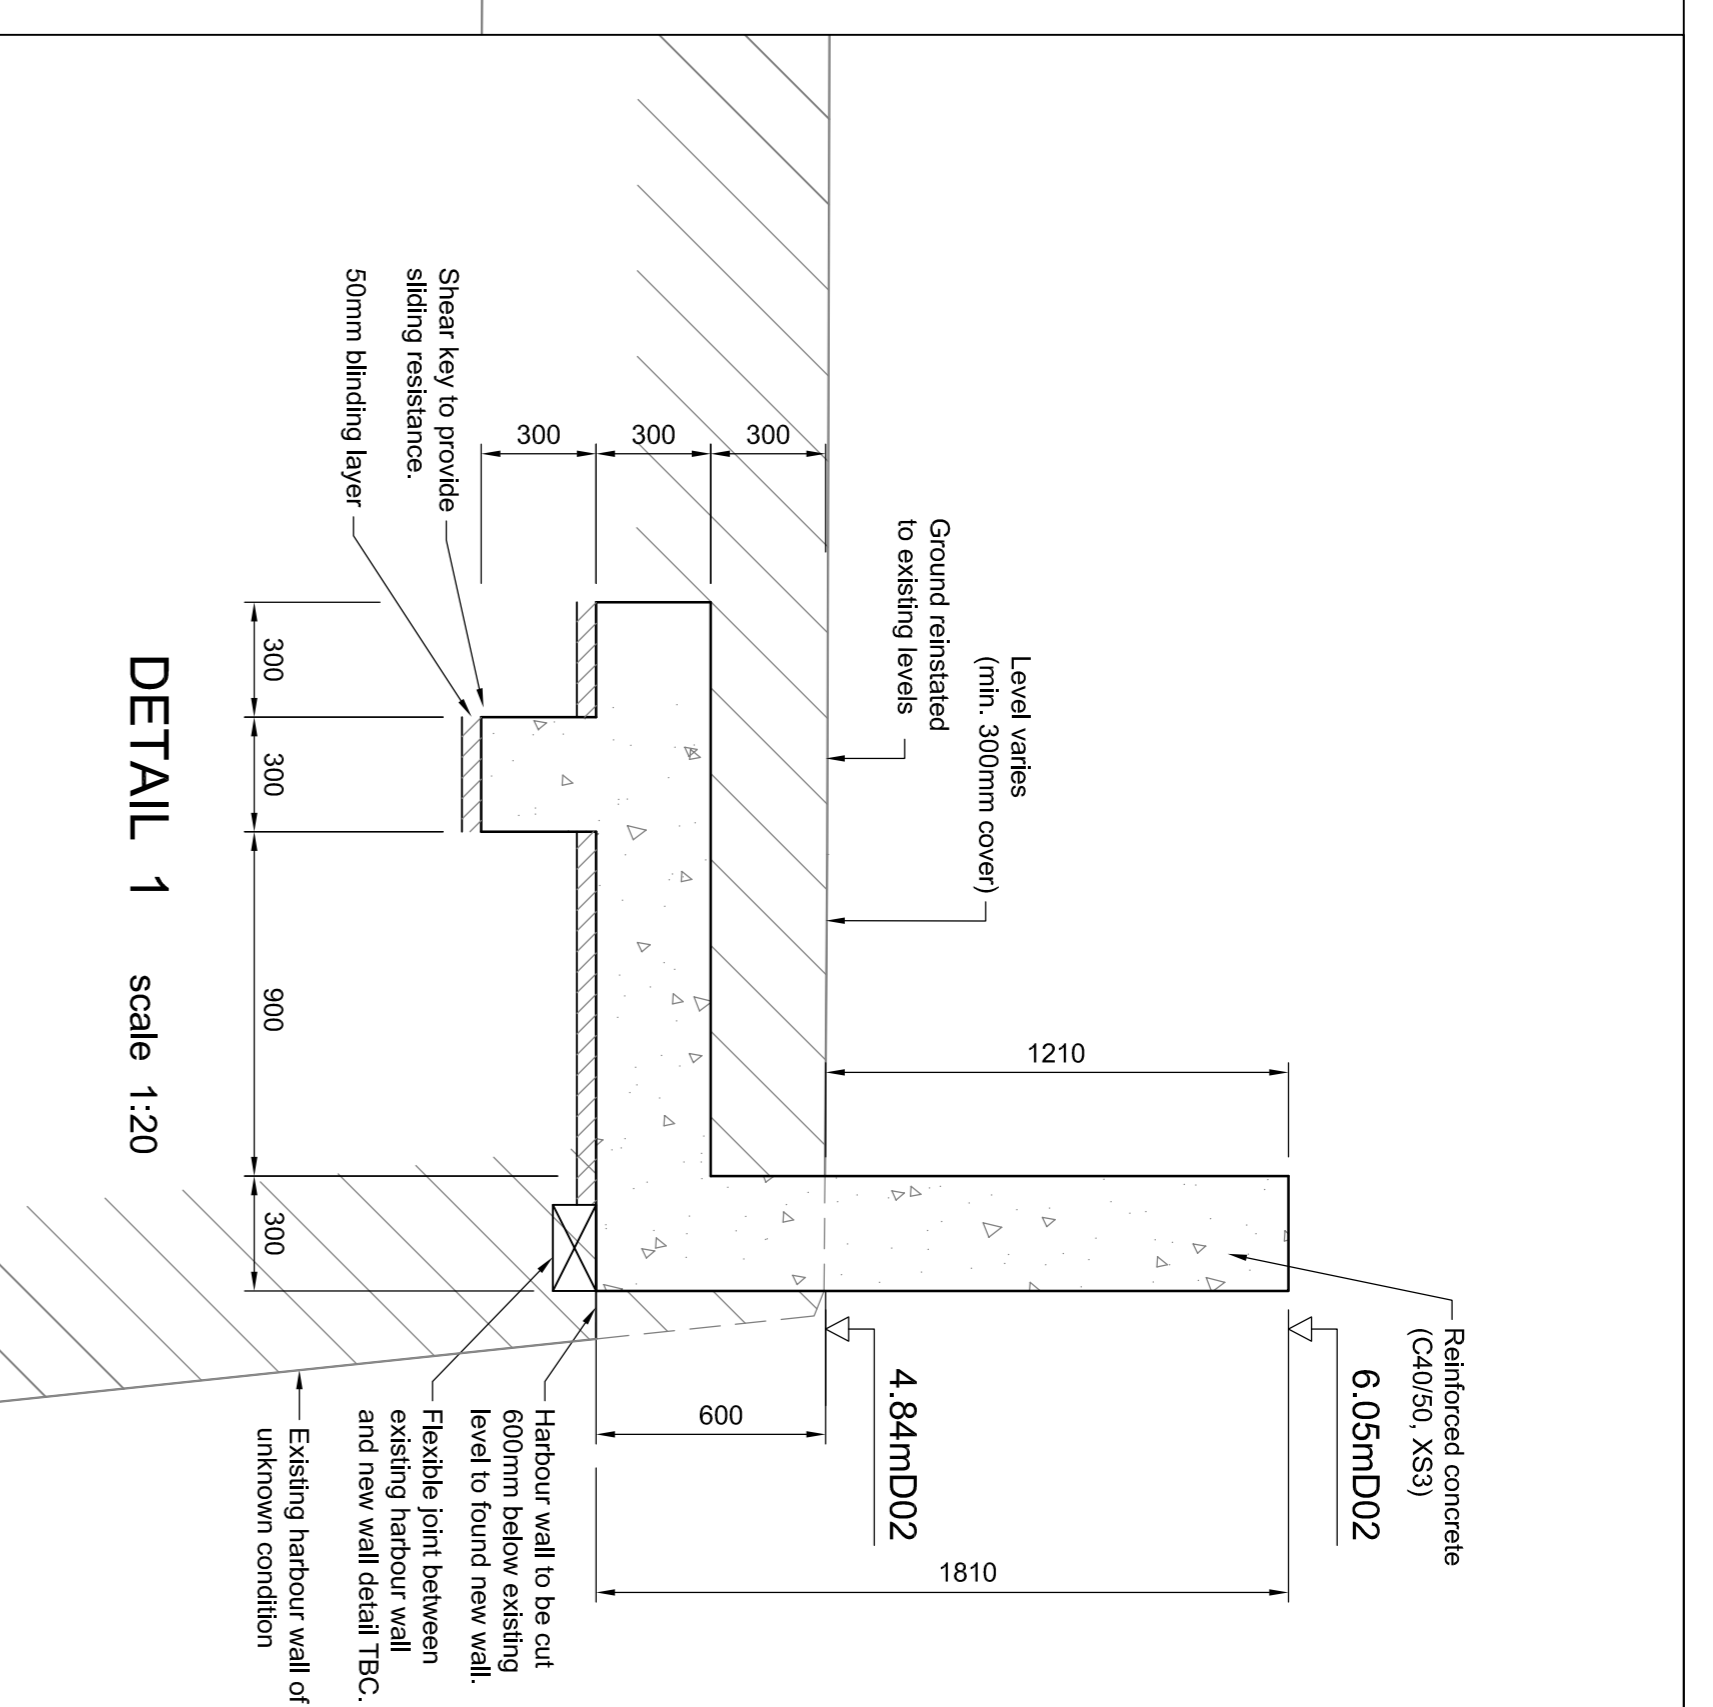 Reinforced concrete
(C40/50, XS3)
6.05mD02
4.84mD02
1210
1810
600
Level varies
(min. 300mm cover)
Ground reinstated
to existing levels
300
300
300
Shear key to provide
sliding resistance.
50mm blinding layer
Harbour wall to be cut
600mm below existing
level to found new wall.
Flexible joint between
existing harbour wall
and new wall detail TBC.
Existing harbour wall of
unknown condition
300
300
900
300
DETAIL 1 scale 1:20